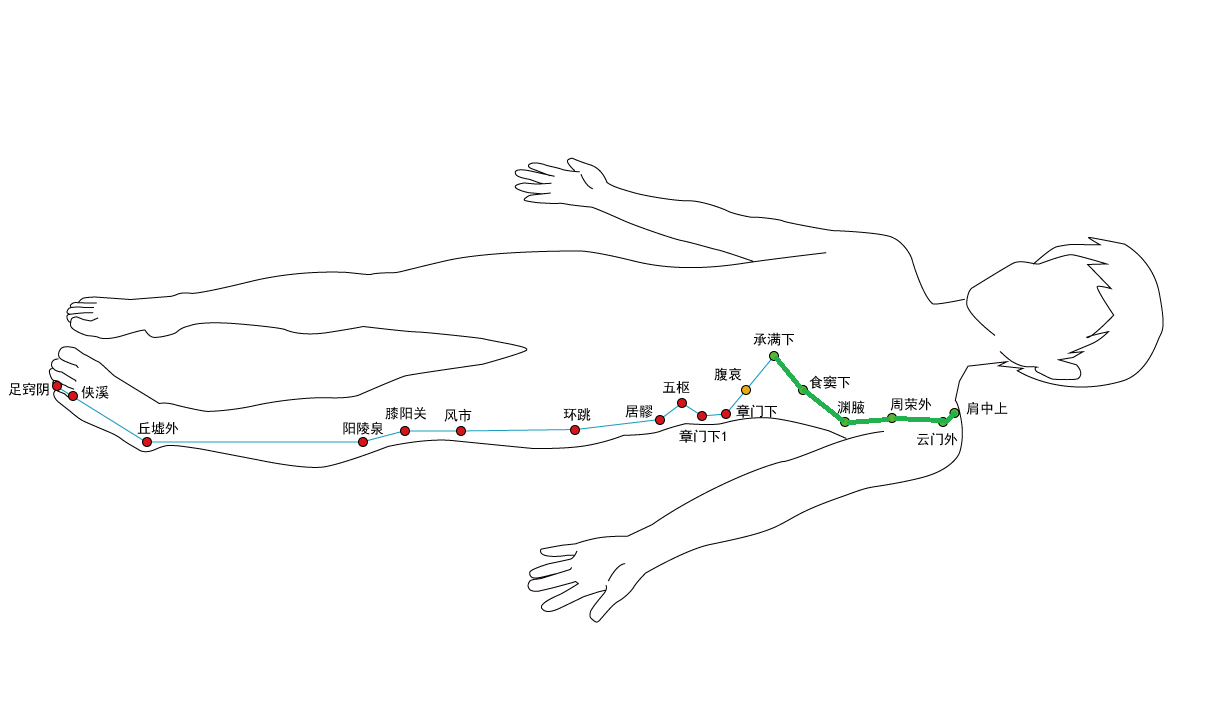 承满下
腹哀
食窦下
足窍阴
侠溪
五枢
渊腋
周荣外
肩中上
膝阳关
风市
环跳
居髎
章门下
丘墟外
阳陵泉
章门下1
云门外